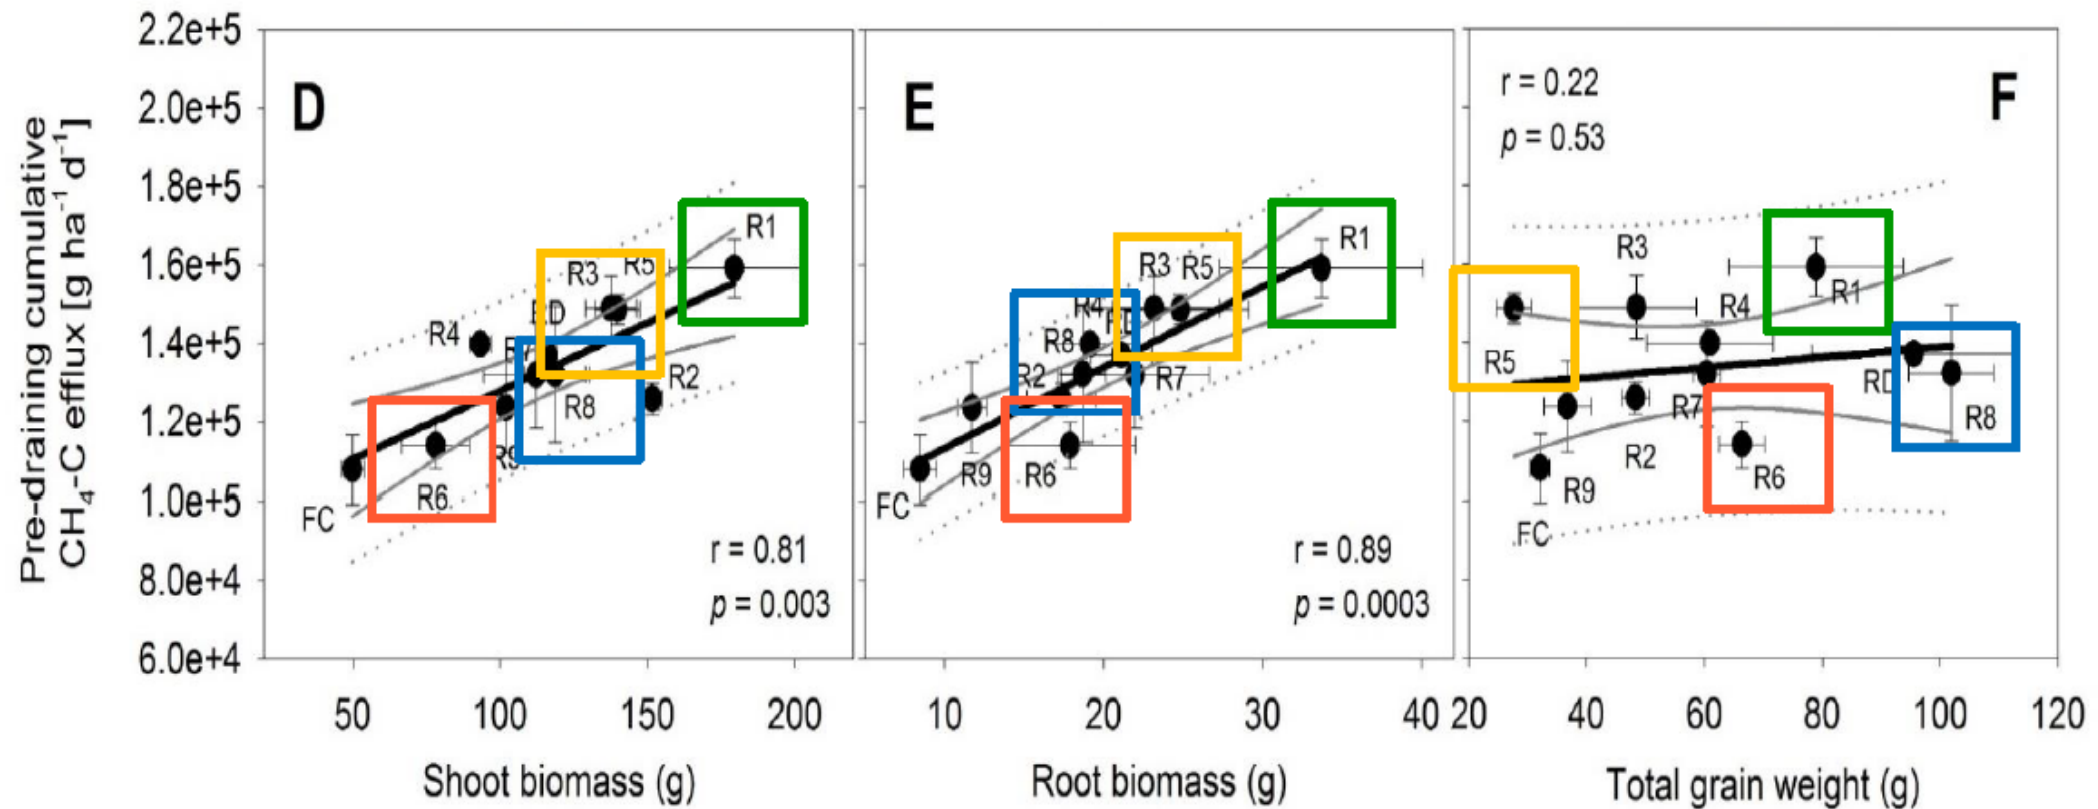 Pre-draining cumulative
CH₄-C efflux [g ha⁻¹ d⁻¹]
2.2e+5
2.0e+5
1.8e+5
1.6e+5
1.4e+5
1.2e+5
1.0e+5
8.0e+4
6.0e+4
D
R1
R3 R5
RD
R4
R7
R2
R8
R9
R6
FC
r = 0.81
p = 0.003
50 100 150 200
Shoot biomass (g)
E
R1
R3 R5
R4
RD
R8
R2
R7
R9
R6
FC
r = 0.89
p = 0.0003
10 20 30 40
Root biomass (g)
r = 0.22
p = 0.53
F
R3
R1
R4
R5
RD
R7
R8
R2
R6
R9
FC
20 40 60 80 100 120
Total grain weight (g)